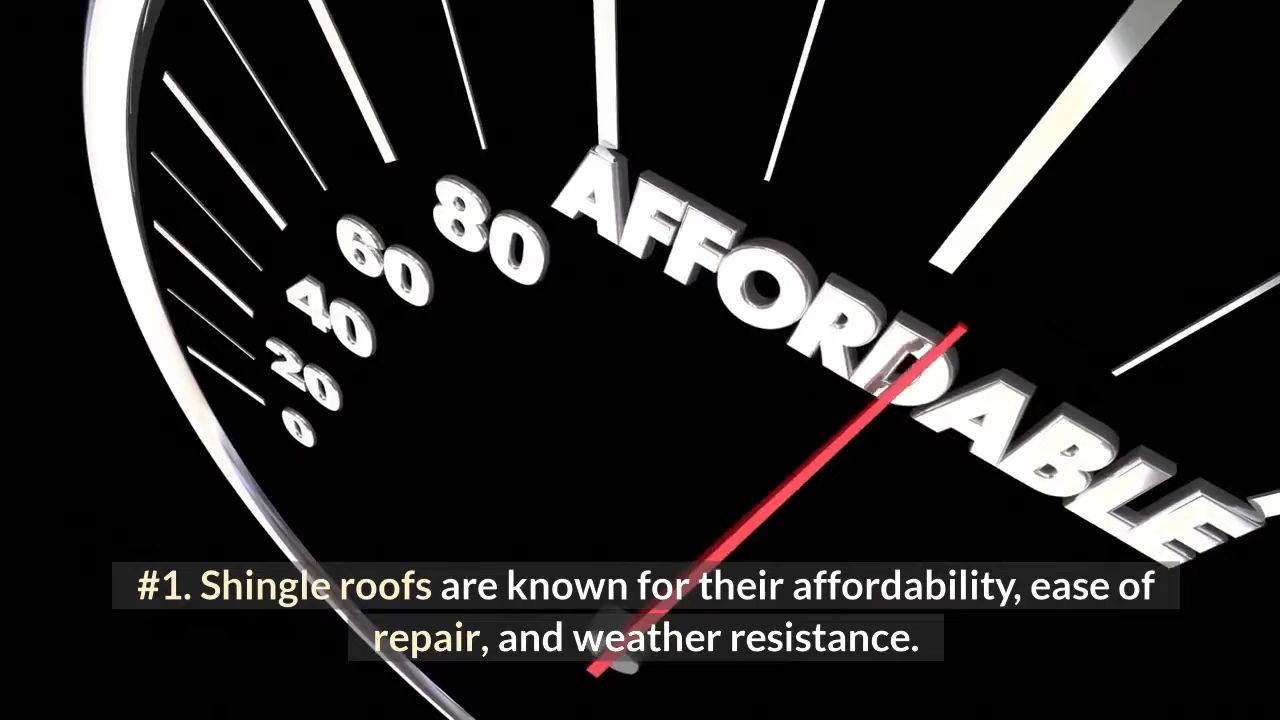 0
20
40
60
80
AFFORDABLE
#1. Shingle roofs are known for their affordability, ease of
repair, and weather resistance.